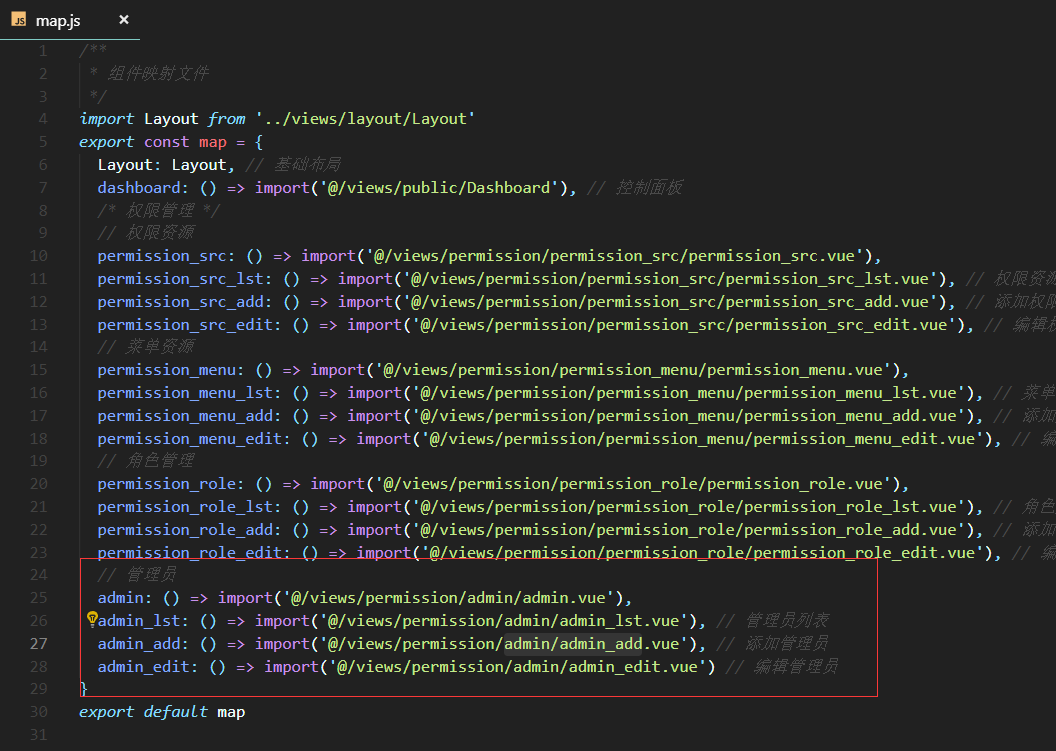 JS map.js ×
1 /**
2  * 组件映射文件
3  */
4 import Layout from '../views/layout/Layout'
5 export const map = {
6   Layout: Layout, // 基础布局
7   dashboard: () => import('@/views/public/Dashboard'), // 控制面板
8   /* 权限管理 */
9   // 权限资源
10   permission_src: () => import('@/views/permission/permission_src/permission_src.vue'),
11   permission_src_lst: () => import('@/views/permission/permission_src/permission_src_lst.vue'), // 权限资源
12   permission_src_add: () => import('@/views/permission/permission_src/permission_src_add.vue'), // 添加权
13   permission_src_edit: () => import('@/views/permission/permission_src/permission_src_edit.vue'), // 编辑
14   // 菜单资源
15   permission_menu: () => import('@/views/permission/permission_menu/permission_menu.vue'),
16   permission_menu_lst: () => import('@/views/permission/permission_menu/permission_menu_lst.vue'), // 菜单
17   permission_menu_add: () => import('@/views/permission/permission_menu/permission_menu_add.vue'), // 添加
18   permission_menu_edit: () => import('@/views/permission/permission_menu/permission_menu_edit.vue'), // 编
19   // 角色管理
20   permission_role: () => import('@/views/permission/permission_role/permission_role.vue'),
21   permission_role_lst: () => import('@/views/permission/permission_role/permission_role_lst.vue'), // 角色
22   permission_role_add: () => import('@/views/permission/permission_role/permission_role_add.vue'), // 添加
23   permission_role_edit: () => import('@/views/permission/permission_role/permission_role_edit.vue'), // 编
24   // 管理员
25   admin: () => import('@/views/permission/admin/admin.vue'),
26   admin_lst: () => import('@/views/permission/admin/admin_lst.vue'), // 管理员列表
27   admin_add: () => import('@/views/permission/admin/admin_add.vue'), // 添加管理员
28   admin_edit: () => import('@/views/permission/admin/admin_edit.vue') // 编辑管理员
29 }
30 export default map
31